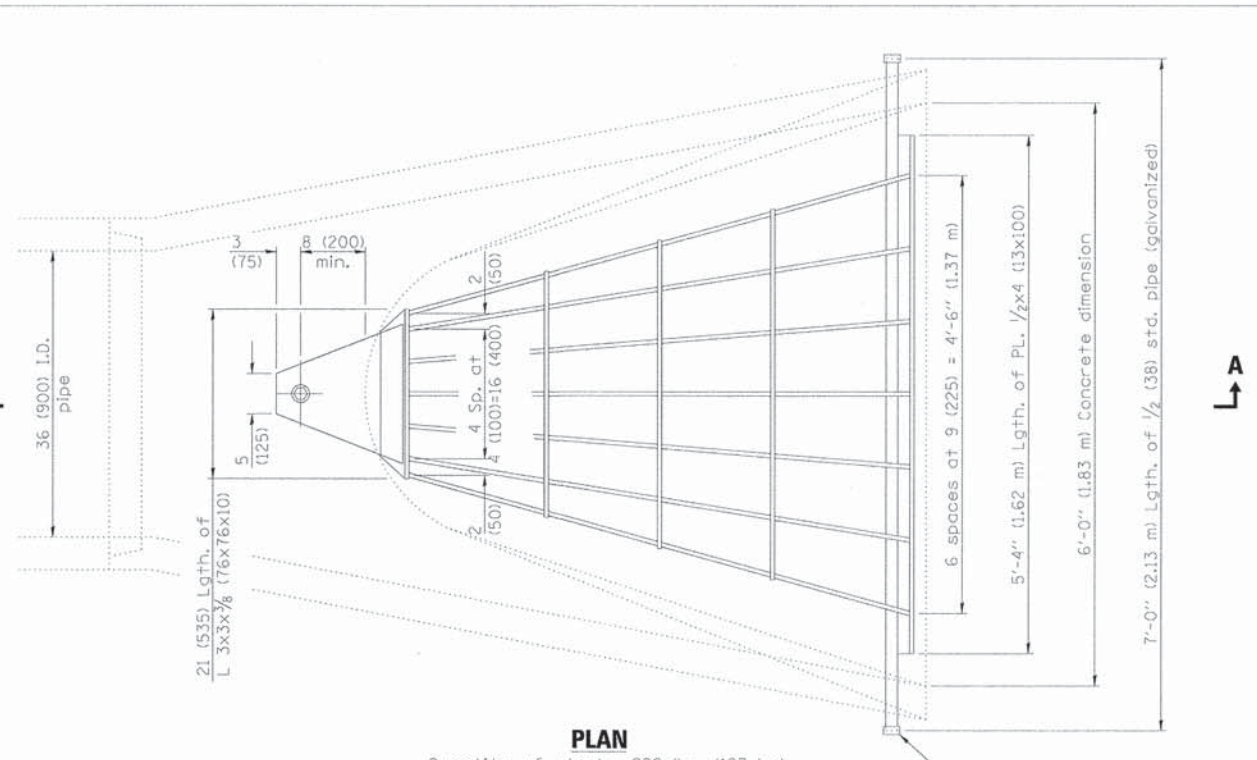 3
(75)
8 (200)
min.
36 (900) I.D.
pipe
5
(125)
21 (535) Lgth. of
L 3x3x3/8 (76x76x10)
2
(50)
4 Sp. at
4 (100)=16 (400)
2
(50)
6 spaces at 9 (225) = 4'-6" (1.37 m)
5'-4" (1.62 m) Lgth. of PL. 1/2x4 (13x100)
6'-0" (1.83 m) Concrete dimension
7'-0" (2.13 m) Lgth. of 1/2 (38) std. pipe (galvanized)
A
PLAN